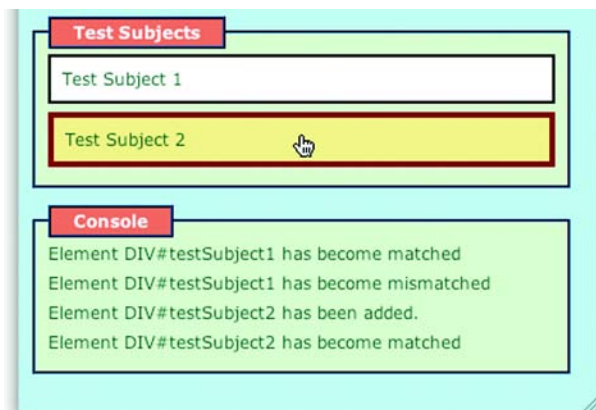 Test Subjects
Test Subject 1
Test Subject 2
Console
Element DIV#testSubject1 has become matched
Element DIV#testSubject1 has become mismatched
Element DIV#testSubject2 has been added.
Element DIV#testSubject2 has become matched